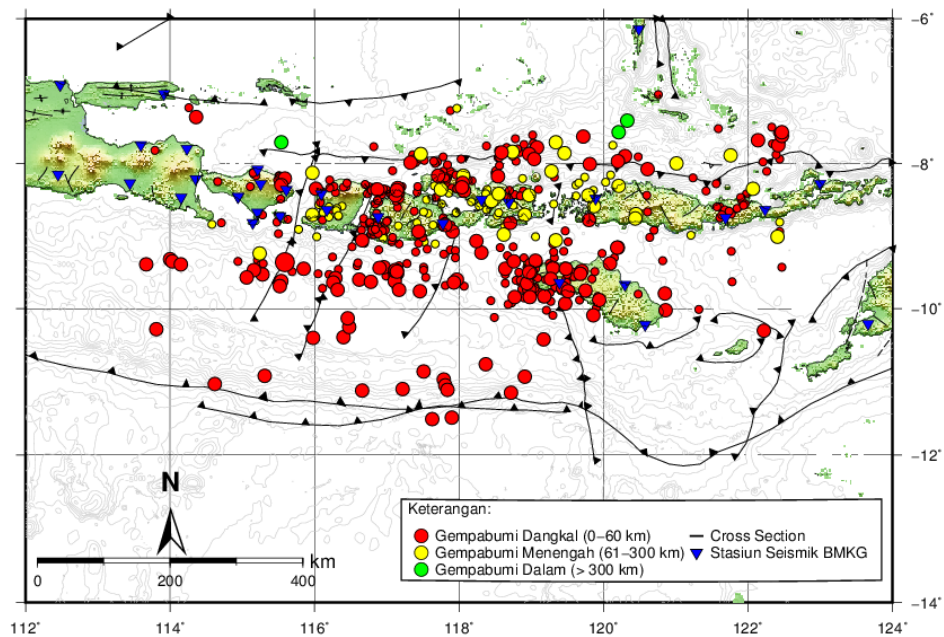 −6°
−8°
−10°
−12°
−14°
N
km
0 200 400
Keterangan:
Gempabumi Dangkal (0−60 km)
Gempabumi Menengah (61−300 km)
Gempabumi Dalam (> 300 km)
Cross Section
Stasiun Seismik BMKG
112° 114° 116° 118° 120° 122° 124°